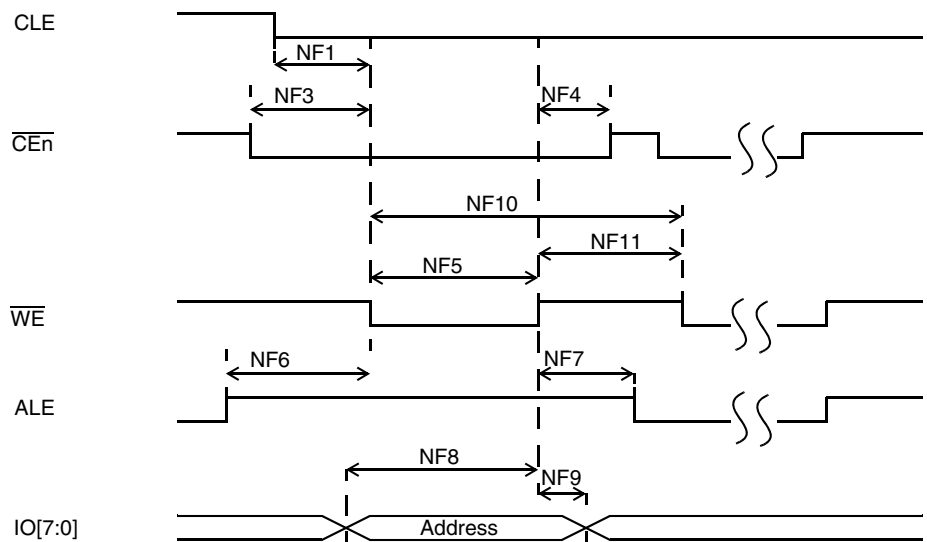 CLE
NF1
NF3
NF4
CEn
NF10
NF11
NF5
WE
NF6
NF7
ALE
NF8
NF9
IO[7:0]
Address